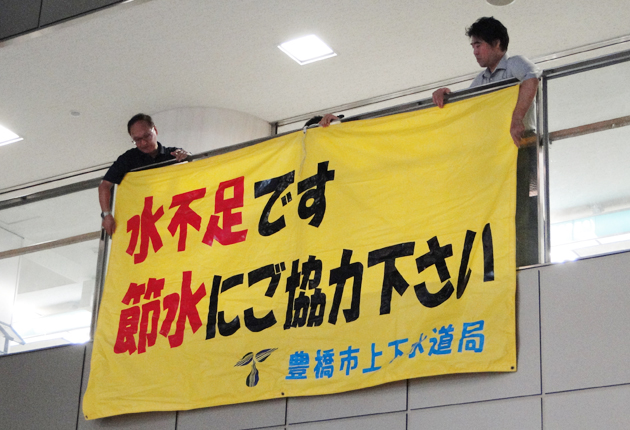 水不足です
節水にご協力下さい
豊橋市上下水道局